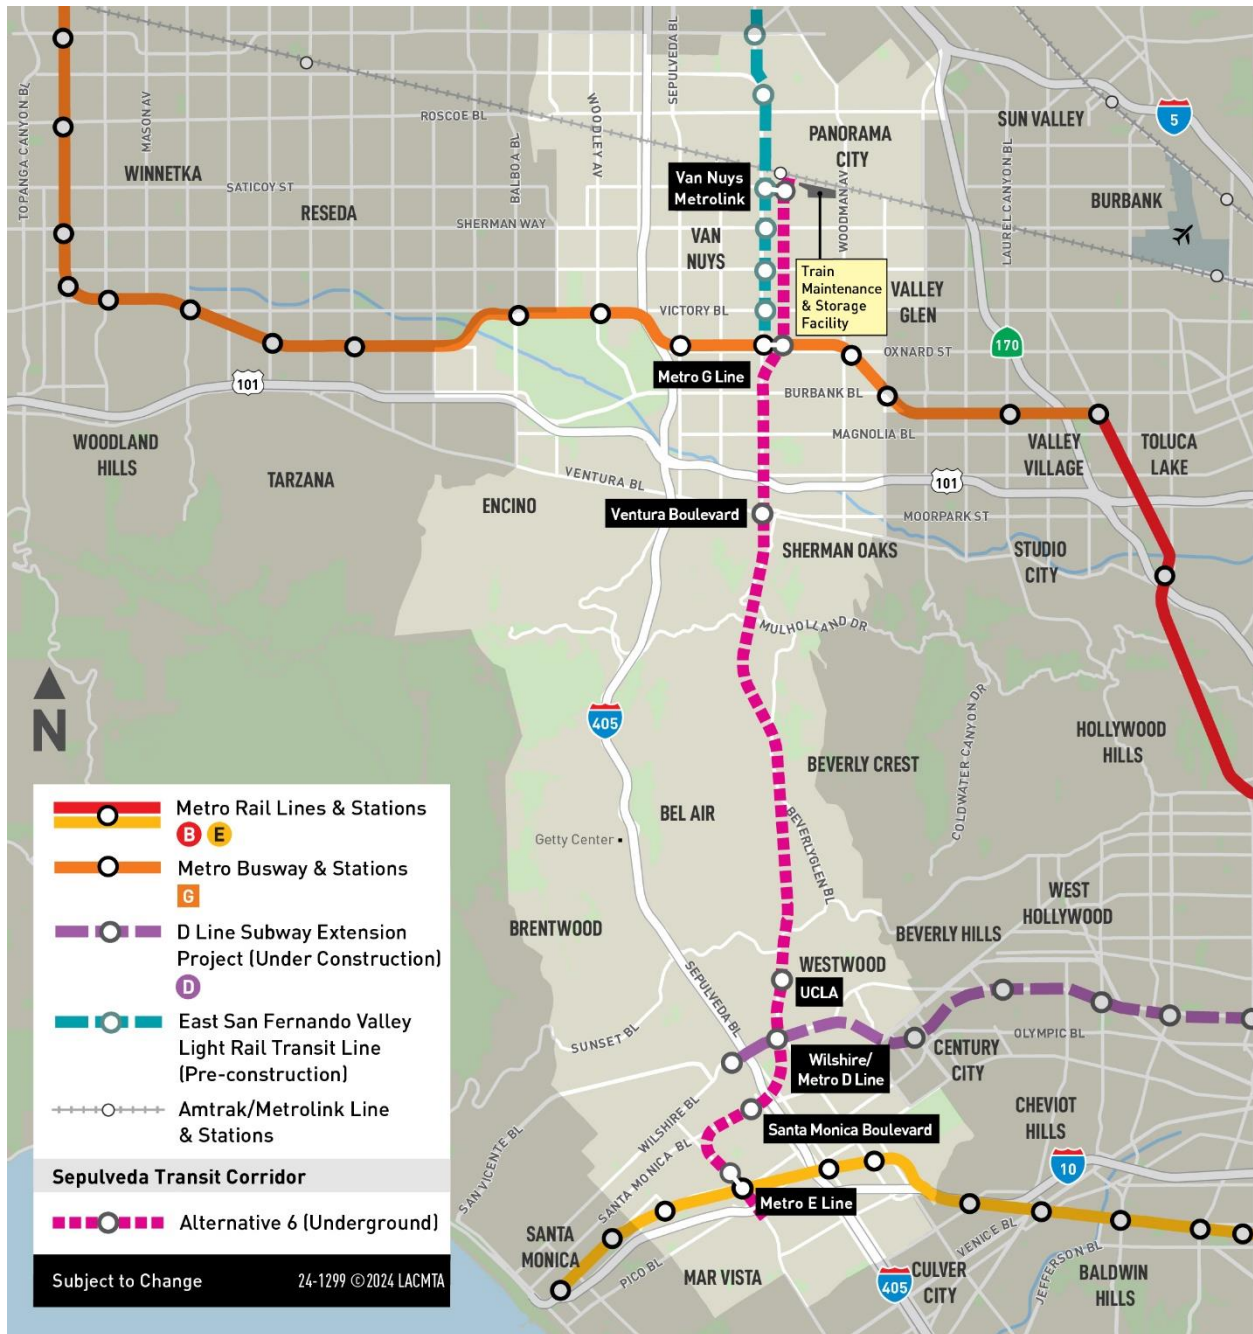 TOPANGA CANYON BL
MASON AV
WINNETKA
SATICOY ST
RESEDA
ROSCOE BL
BALBOA BL
SHERMAN WAY
WOODLEY AV
SEPULVEDA BL
PANORAMA
CITY
SUN VALLEY
5
Van Nuys
Metrolink
WOODMAN AV
LAUREL CANYON BL
BURBANK
VAN
NUYS
Train
Maintenance
& Storage
Facility
VALLEY
GLEN
VICTORY BL
170
OXNARD ST
Metro G Line
101
BURBANK BL
MAGNOLIA BL
WOODLAND
HILLS
TARZANA
VALLEY
VILLAGE
TOLUCA
LAKE
VENTURA BL
ENCINO
101
Ventura Boulevard
MOORPARK ST
SHERMAN OAKS
STUDIO
CITY
MULHOLLAND DR
N
405
COLDWATER CANYON DR
HOLLYWOOD
HILLS
BEVERLY CREST
BEL AIR
BEVERLYGLEN BL
Getty Center
WEST
HOLLYWOOD
BRENTWOOD
BEVERLY HILLS
WESTWOOD
UCLA
SEPULVEDA BL
SUNSET BL
OLYMPIC BL
Wilshire/
Metro D Line
CENTURY
CITY
WILSHIRE BL
Santa Monica Boulevard
CHEVIOT
HILLS
SAN VICENTE BL
SANTA MONICA BL
10
Metro E Line
SANTA
MONICA
VENICE BL
PICO BL
MAR VISTA
405
CULVER
CITY
JEFFERSON BL
BALDWIN
HILLS
Metro Rail Lines & Stations
B E
Metro Busway & Stations
G
D Line Subway Extension
Project (Under Construction)
D
East San Fernando Valley
Light Rail Transit Line
(Pre-construction)
Amtrak/Metrolink Line
& Stations
Sepulveda Transit Corridor
Alternative 6 (Underground)
Subject to Change 24-1299 ©2024 LACMTA